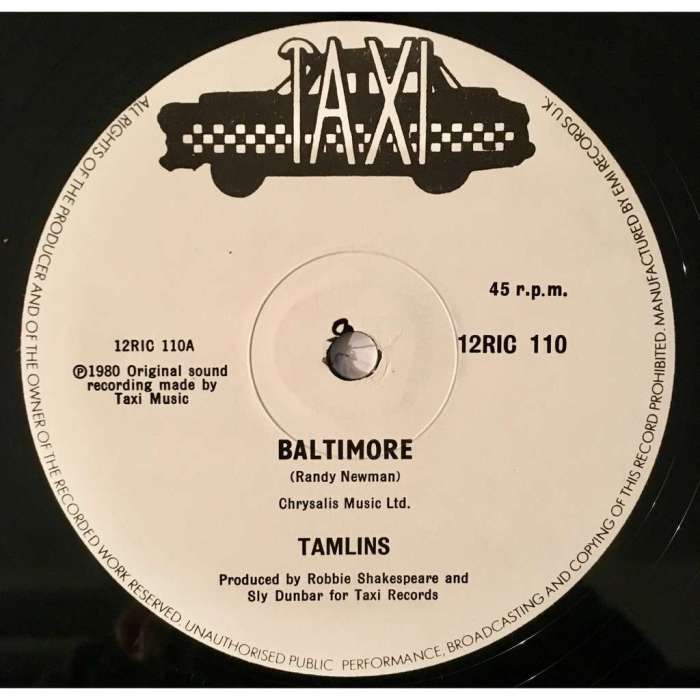 TAXI
45 r.p.m.
12RIC 110A
12RIC 110
℗1980 Original sound
recording made by
Taxi Music
BALTIMORE
(Randy Newman)
Chrysalis Music Ltd.
TAMLINS
Produced by Robbie Shakespeare and
Sly Dunbar for Taxi Records
ALL RIGHTS OF THE PRODUCER AND OF THE OWNER OF THE RECORDED WORK RESERVED. UNAUTHORISED PUBLIC PERFORMANCE, BROADCASTING AND COPYING OF THIS RECORD PROHIBITED. MANUFACTURED BY EMI RECORDS U.K.